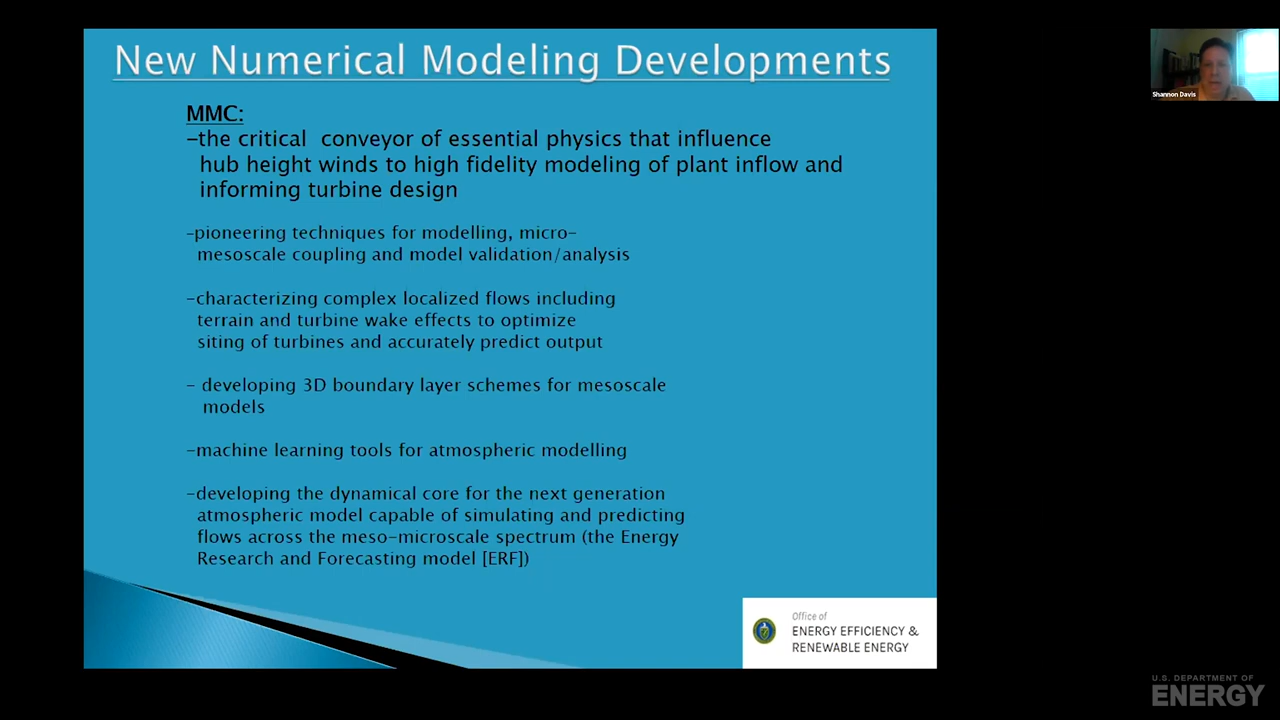 New Numerical Modeling Developments
MMC:
-the critical conveyor of essential physics that influence
hub height winds to high fidelity modeling of plant inflow and
informing turbine design
-pioneering techniques for modelling, micro-
mesoscale coupling and model validation/analysis
-characterizing complex localized flows including
terrain and turbine wake effects to optimize
siting of turbines and accurately predict output
- developing 3D boundary layer schemes for mesoscale
models
-machine learning tools for atmospheric modelling
-developing the dynamical core for the next generation
atmospheric model capable of simulating and predicting
flows across the meso-microscale spectrum (the Energy
Research and Forecasting model [ERF])
Office of
ENERGY EFFICIENCY &
RENEWABLE ENERGY
Shannon Davis
U.S. DEPARTMENT OF
ENERGY